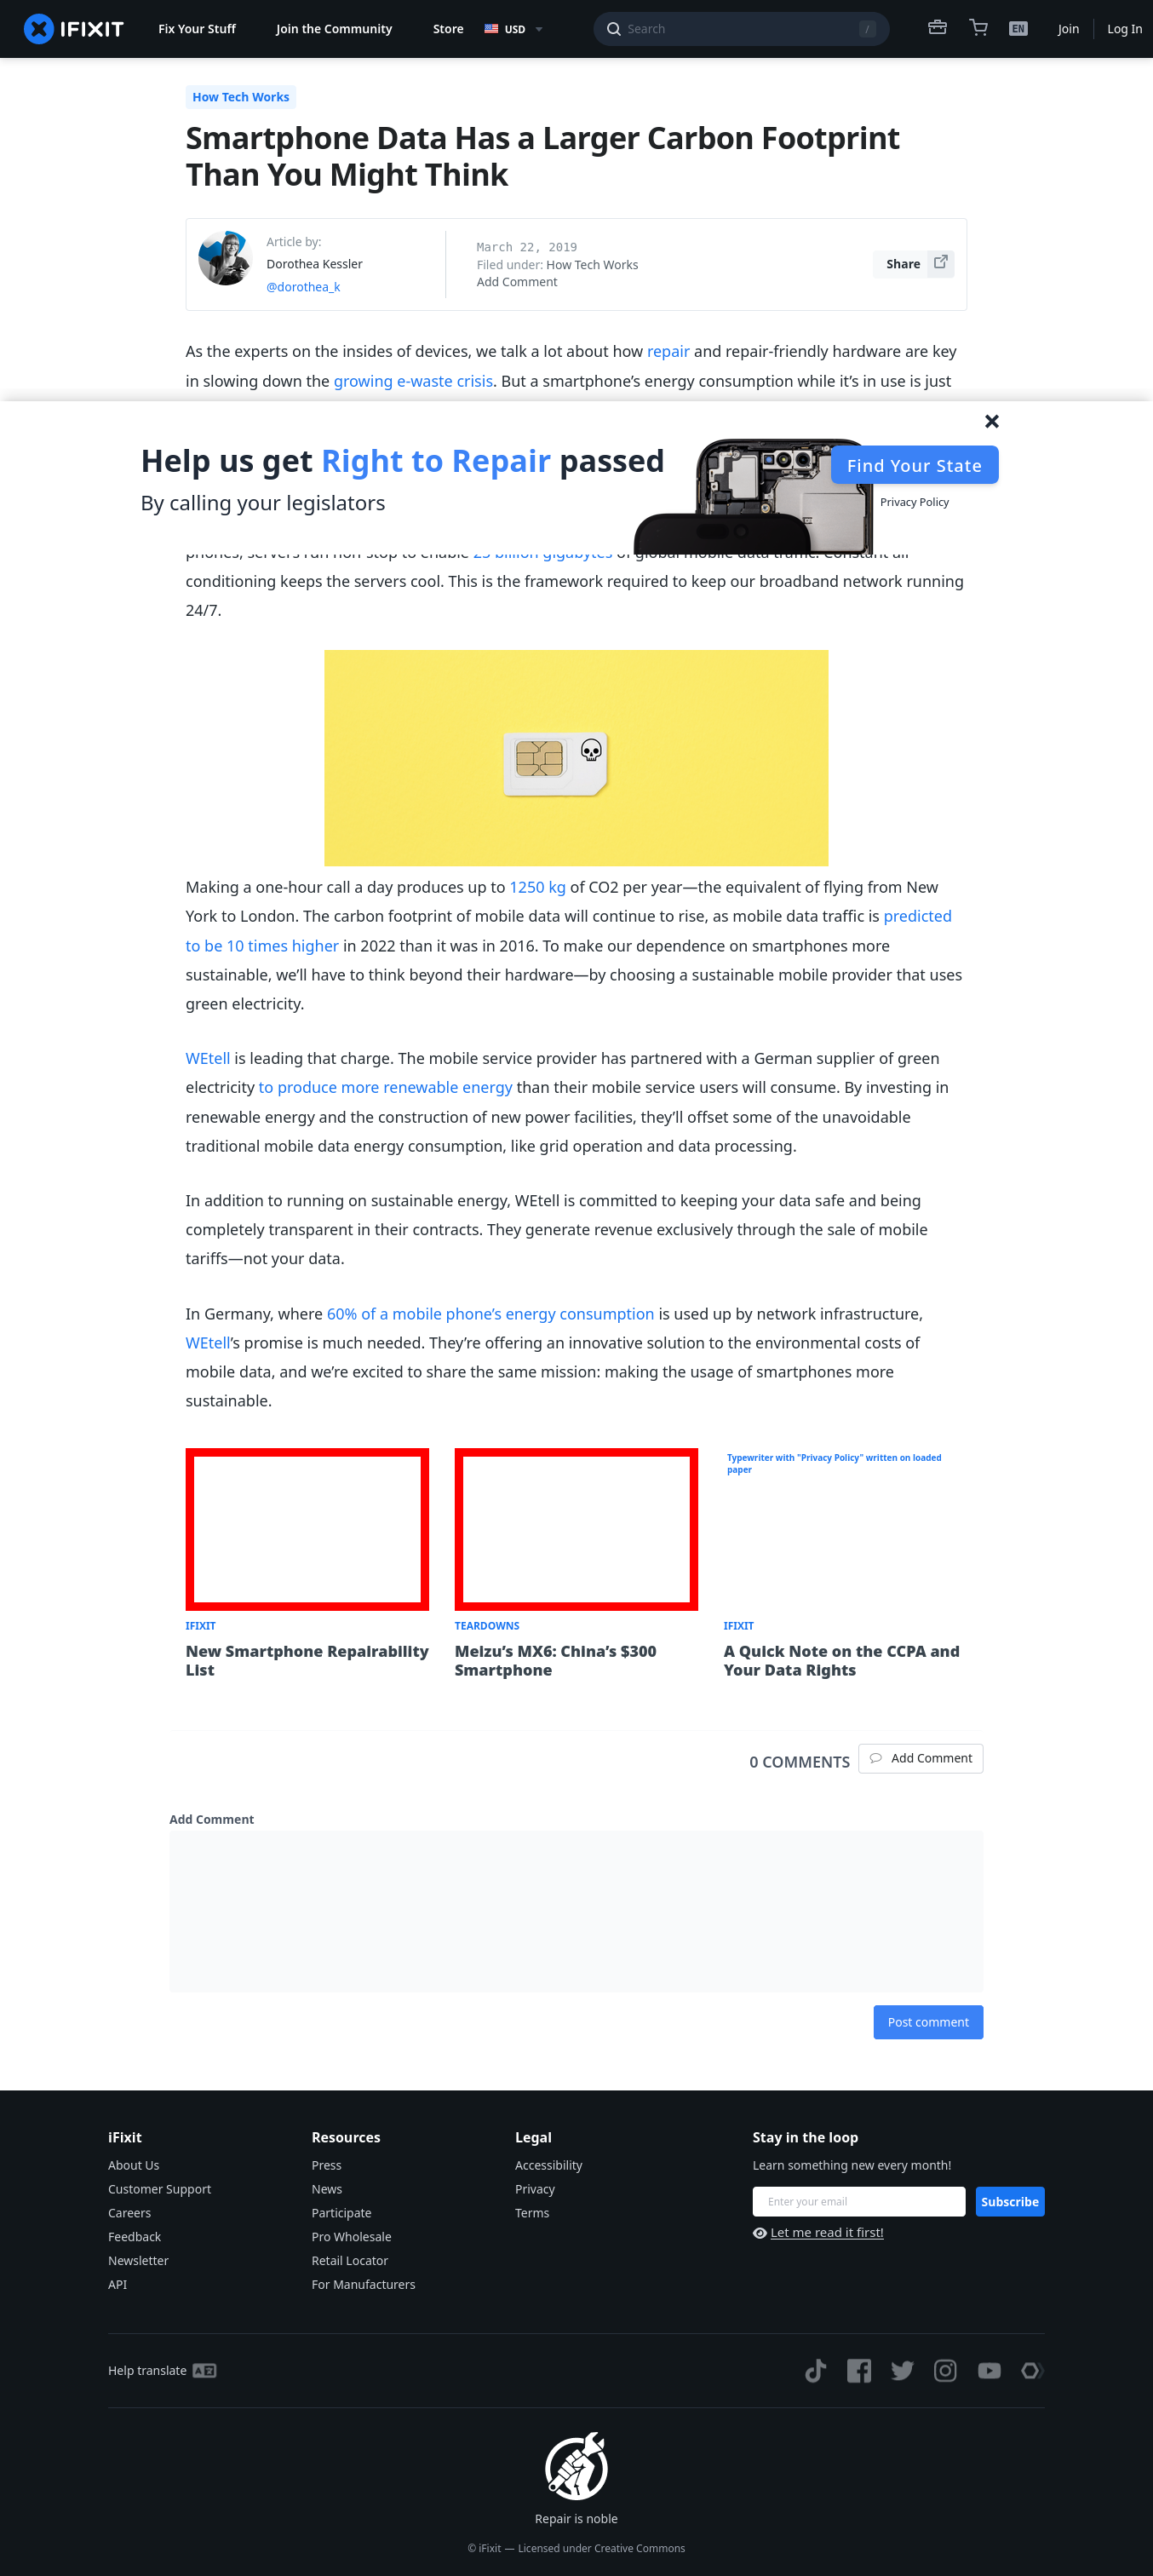 IFIXIT
Fix Your Stuff
Join the Community
Store
USD
Search
/
EN
Join
Log In
How Tech Works
Smartphone Data Has a Larger Carbon Footprint
Than You Might Think
Article by:
Dorothea Kessler
@dorothea_k
March 22, 2019
Filed under: How Tech Works
Add Comment
Share
As the experts on the insides of devices, we talk a lot about how repair and repair-friendly hardware are key
in slowing down the growing e-waste crisis. But a smartphone’s energy consumption while it’s in use is just
Help us get Right to Repair passed
By calling your legislators
Find Your State
Privacy Policy
phones, servers run non-stop to enable 25 billion gigabytes of global mobile data traffic. Constant air
conditioning keeps the servers cool. This is the framework required to keep our broadband network running
24/7.
Making a one-hour call a day produces up to 1250 kg of CO2 per year—the equivalent of flying from New
York to London. The carbon footprint of mobile data will continue to rise, as mobile data traffic is predicted
to be 10 times higher in 2022 than it was in 2016. To make our dependence on smartphones more
sustainable, we’ll have to think beyond their hardware—by choosing a sustainable mobile provider that uses
green electricity.
WEtell is leading that charge. The mobile service provider has partnered with a German supplier of green
electricity to produce more renewable energy than their mobile service users will consume. By investing in
renewable energy and the construction of new power facilities, they’ll offset some of the unavoidable
traditional mobile data energy consumption, like grid operation and data processing.
In addition to running on sustainable energy, WEtell is committed to keeping your data safe and being
completely transparent in their contracts. They generate revenue exclusively through the sale of mobile
tariffs—not your data.
In Germany, where 60% of a mobile phone’s energy consumption is used up by network infrastructure,
WEtell’s promise is much needed. They’re offering an innovative solution to the environmental costs of
mobile data, and we’re excited to share the same mission: making the usage of smartphones more
sustainable.
Typewriter with "Privacy Policy" written on loaded
paper
IFIXIT
New Smartphone Repairability
List
TEARDOWNS
Meizu’s MX6: China’s $300
Smartphone
IFIXIT
A Quick Note on the CCPA and
Your Data Rights
0 COMMENTS
Add Comment
Add Comment
Post comment
iFixit
About Us
Customer Support
Careers
Feedback
Newsletter
API
Resources
Press
News
Participate
Pro Wholesale
Retail Locator
For Manufacturers
Legal
Accessibility
Privacy
Terms
Stay in the loop
Learn something new every month!
Enter your email
Subscribe
Let me read it first!
Help translate
Repair is noble
© iFixit — Licensed under Creative Commons